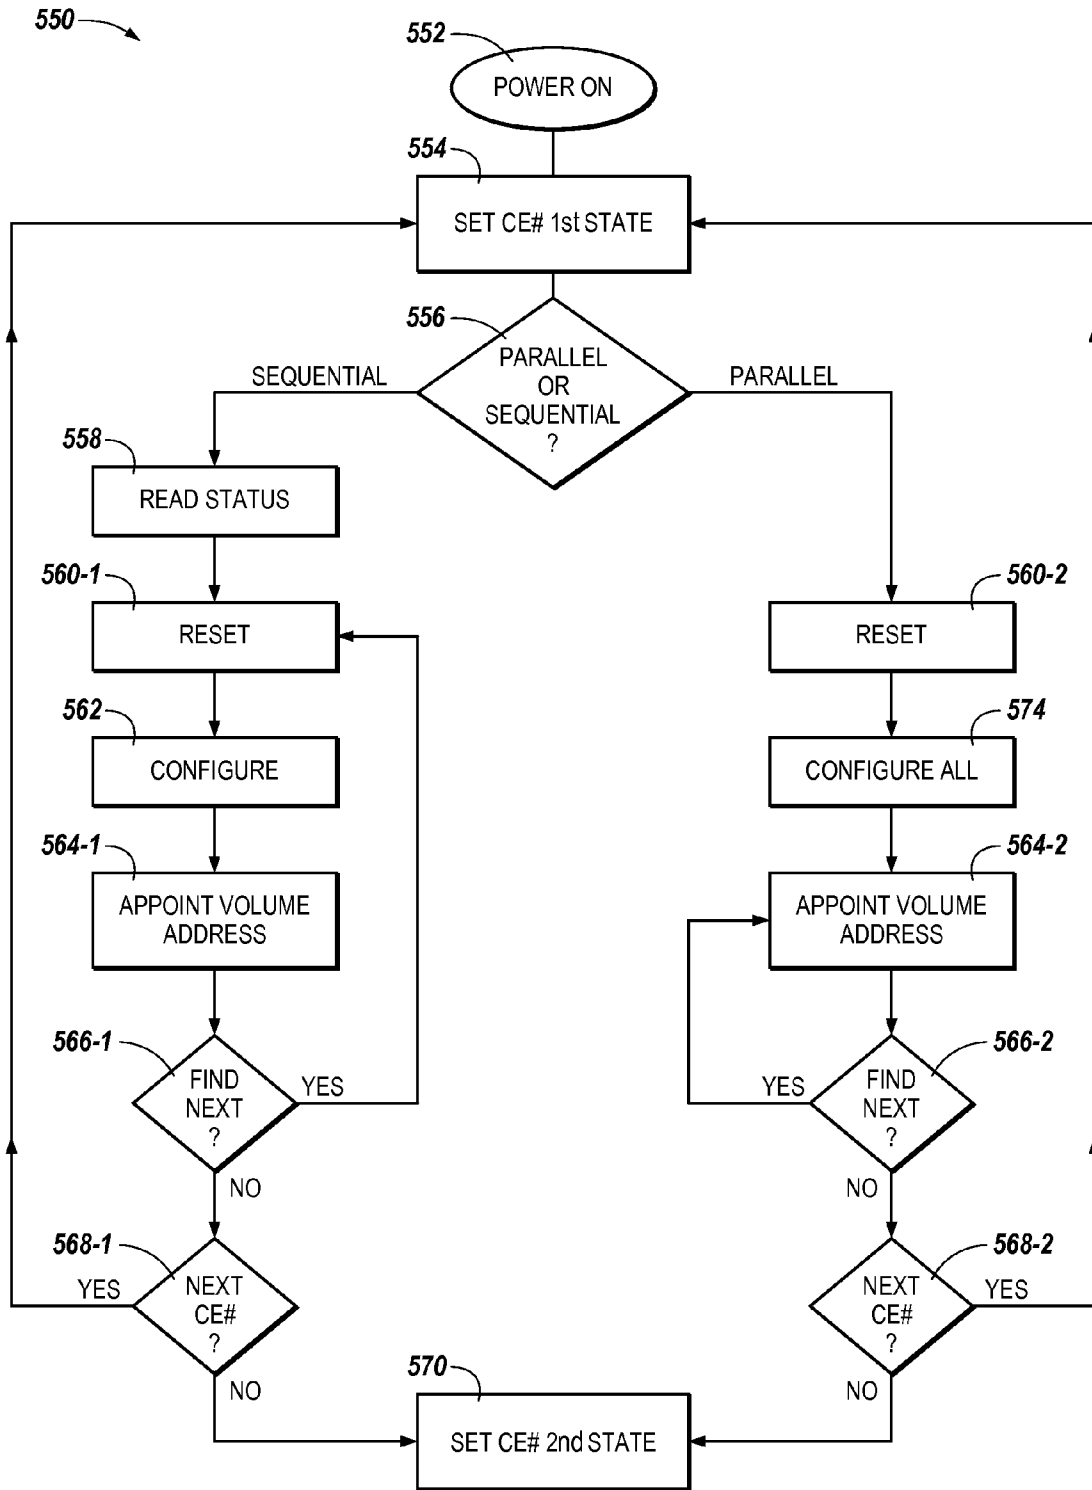 550
552
POWER ON
554
SET CE# 1st STATE
556
PARALLEL
OR
SEQUENTIAL
?
SEQUENTIAL
PARALLEL
558
READ STATUS
560-1
RESET
560-2
RESET
562
CONFIGURE
574
CONFIGURE ALL
564-1
APPOINT VOLUME
ADDRESS
564-2
APPOINT VOLUME
ADDRESS
566-1
FIND
NEXT
?
YES
NO
566-2
FIND
NEXT
?
YES
NO
568-1
NEXT
CE#
?
YES
NO
568-2
NEXT
CE#
?
YES
NO
570
SET CE# 2nd STATE